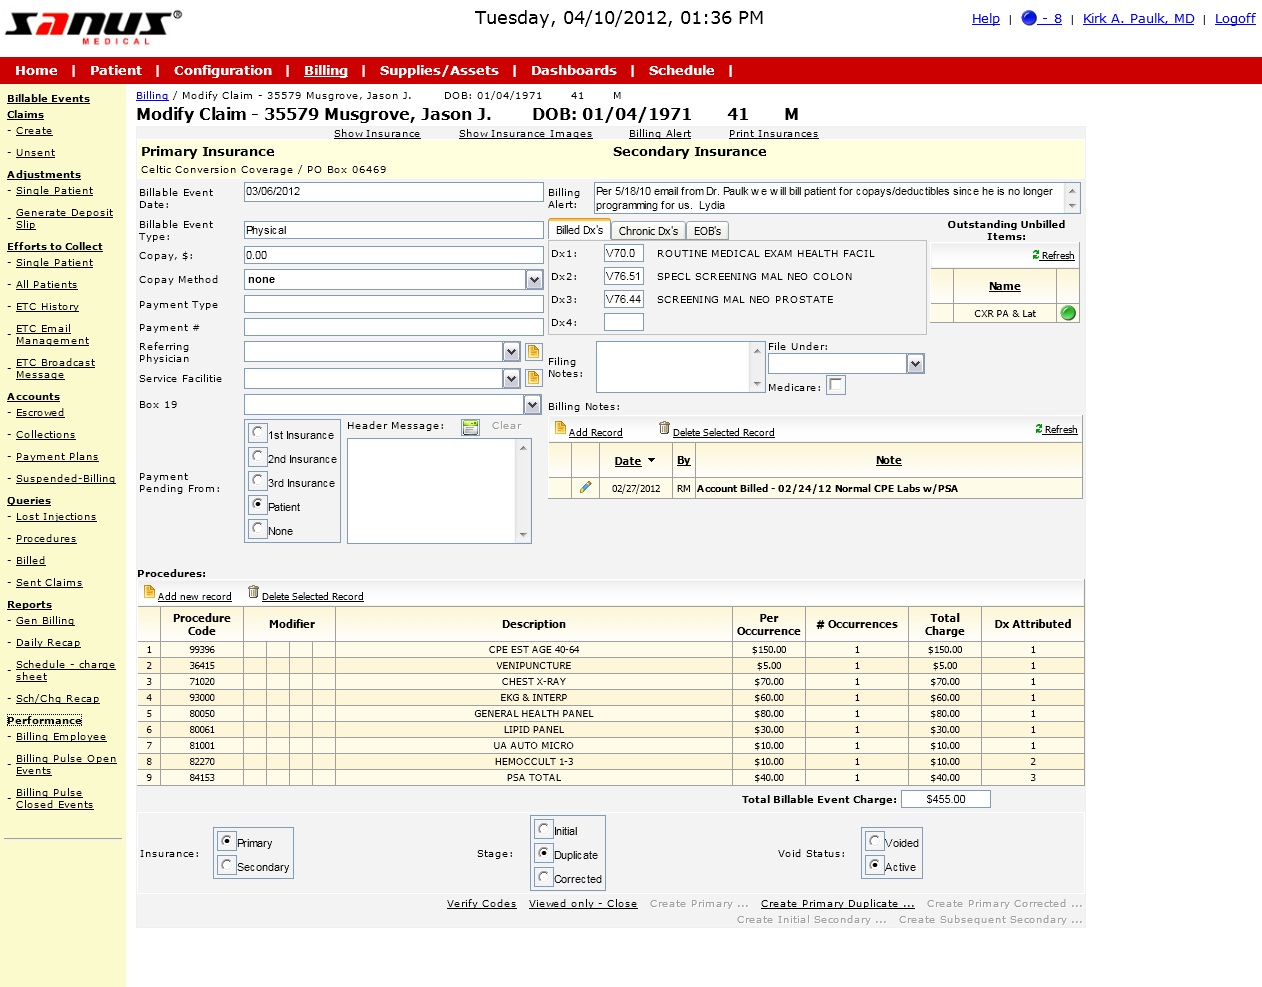 SANUS®
MEDICAL
Tuesday, 04/10/2012, 01:36 PM
Help | - 8 | Kirk A. Paulk, MD | Logoff
Home | Patient | Configuration | Billing | Supplies/Assets | Dashboards | Schedule |
Billable Events
Claims
- Create
- Unsent
Adjustments
- Single Patient
- Generate Deposit
Slip
Efforts to Collect
- Single Patient
- All Patients
- ETC History
- ETC Email
Management
- ETC Broadcast
Message
Accounts
- Escrowed
- Collections
- Payment Plans
- Suspended-Billing
Queries
- Lost Injections
- Procedures
- Billed
- Sent Claims
Reports
- Gen Billing
- Daily Recap
- Schedule - charge
sheet
- Sch/Chg Recap
Performance
- Billing Employee
- Billing Pulse Open
Events
- Billing Pulse
Closed Events
Billing / Modify Claim - 35579 Musgrove, Jason J. DOB: 01/04/1971 41 M
Modify Claim - 35579 Musgrove, Jason J. DOB: 01/04/1971 41 M
Show Insurance Show Insurance Images Billing Alert Print Insurances
Primary Insurance Secondary Insurance
Celtic Conversion Coverage / PO Box 06469
Billable Event
Date:
03/06/2012
Billable Event
Type:
Physical
Copay, $: 0.00
Copay Method none
Payment Type
Payment #
Referring
Physician
Service Facilitie
Box 19
Payment
Pending From:
1st Insurance
2nd Insurance
3rd Insurance
Patient
None
Header Message: Clear
Billing
Alert:
Per 5/18/10 email from Dr. Paulk we will bill patient for copays/deductibles since he is no longer
programming for us. Lydia
Billed Dx's Chronic Dx's EOB's
Dx1: V70.0 ROUTINE MEDICAL EXAM HEALTH FACIL
Dx2: V76.51 SPECL SCREENING MAL NEO COLON
Dx3: V76.44 SCREENING MAL NEO PROSTATE
Dx4:
Outstanding Unbilled
Items:
Refresh
Name
CXR PA & Lat
Filing
Notes:
File Under:
Medicare:
Billing Notes:
Add Record Delete Selected Record Refresh
Date By Note
02/27/2012 RM Account Billed - 02/24/12 Normal CPE Labs w/PSA
Procedures:
Add new record Delete Selected Record
Procedure
Code Modifier Description Per
Occurrence # Occurrences Total
Charge Dx Attributed
1 99396 CPE EST AGE 40-64 $150.00 1 $150.00 1
2 36415 VENIPUNCTURE $5.00 1 $5.00 1
3 71020 CHEST X-RAY $70.00 1 $70.00 1
4 93000 EKG & INTERP $60.00 1 $60.00 1
5 80050 GENERAL HEALTH PANEL $80.00 1 $80.00 1
6 80061 LIPID PANEL $30.00 1 $30.00 1
7 81001 UA AUTO MICRO $10.00 1 $10.00 1
8 82270 HEMOCCULT 1-3 $10.00 1 $10.00 2
9 84153 PSA TOTAL $40.00 1 $40.00 3
Total Billable Event Charge: $455.00
Insurance:
Primary
Secondary
Stage:
Initial
Duplicate
Corrected
Void Status:
Voided
Active
Verify Codes Viewed only - Close Create Primary ... Create Primary Duplicate ... Create Primary Corrected ...
Create Initial Secondary ... Create Subsequent Secondary ...